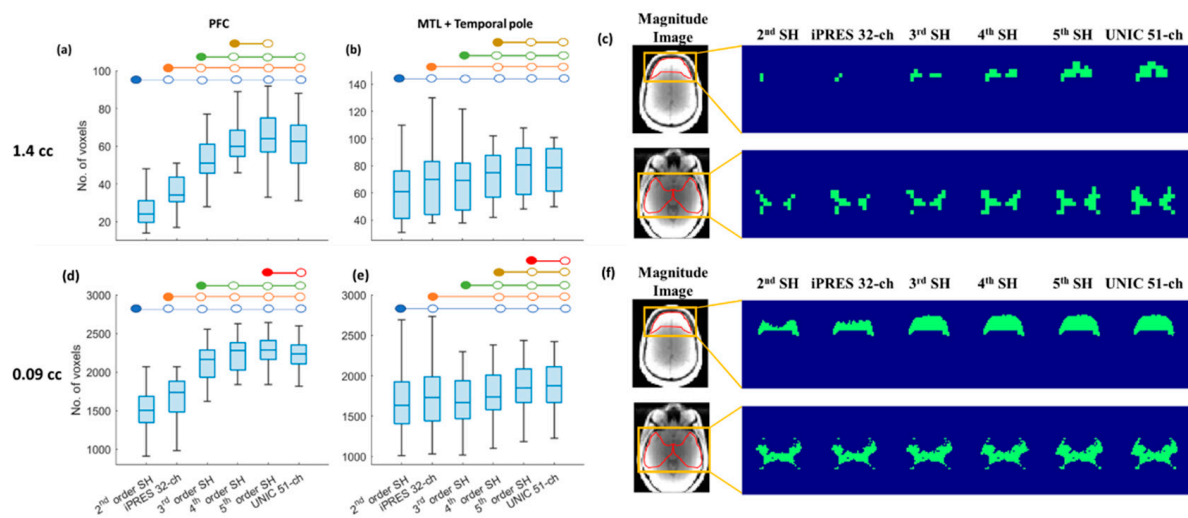 PFC
MTL + Temporal pole
(a)
(b)
(c)
Magnitude
Image
2nd SH
iPRES 32-ch
3rd SH
4th SH
5th SH
UNIC 51-ch
1.4 cc
No. of voxels
100
80
60
40
20
140
120
100
80
60
40
(d)
(e)
(f)
Magnitude
Image
2nd SH
iPRES 32-ch
3rd SH
4th SH
5th SH
UNIC 51-ch
0.09 cc
No. of voxels
3000
2500
2000
1500
1000
3000
2500
2000
1500
1000
2nd order SH
iPRES 32-ch
3rd order SH
4th order SH
5th order SH
UNIC 51-ch
2nd order SH
iPRES 32-ch
3rd order SH
4th order SH
5th order SH
UNIC 51-ch